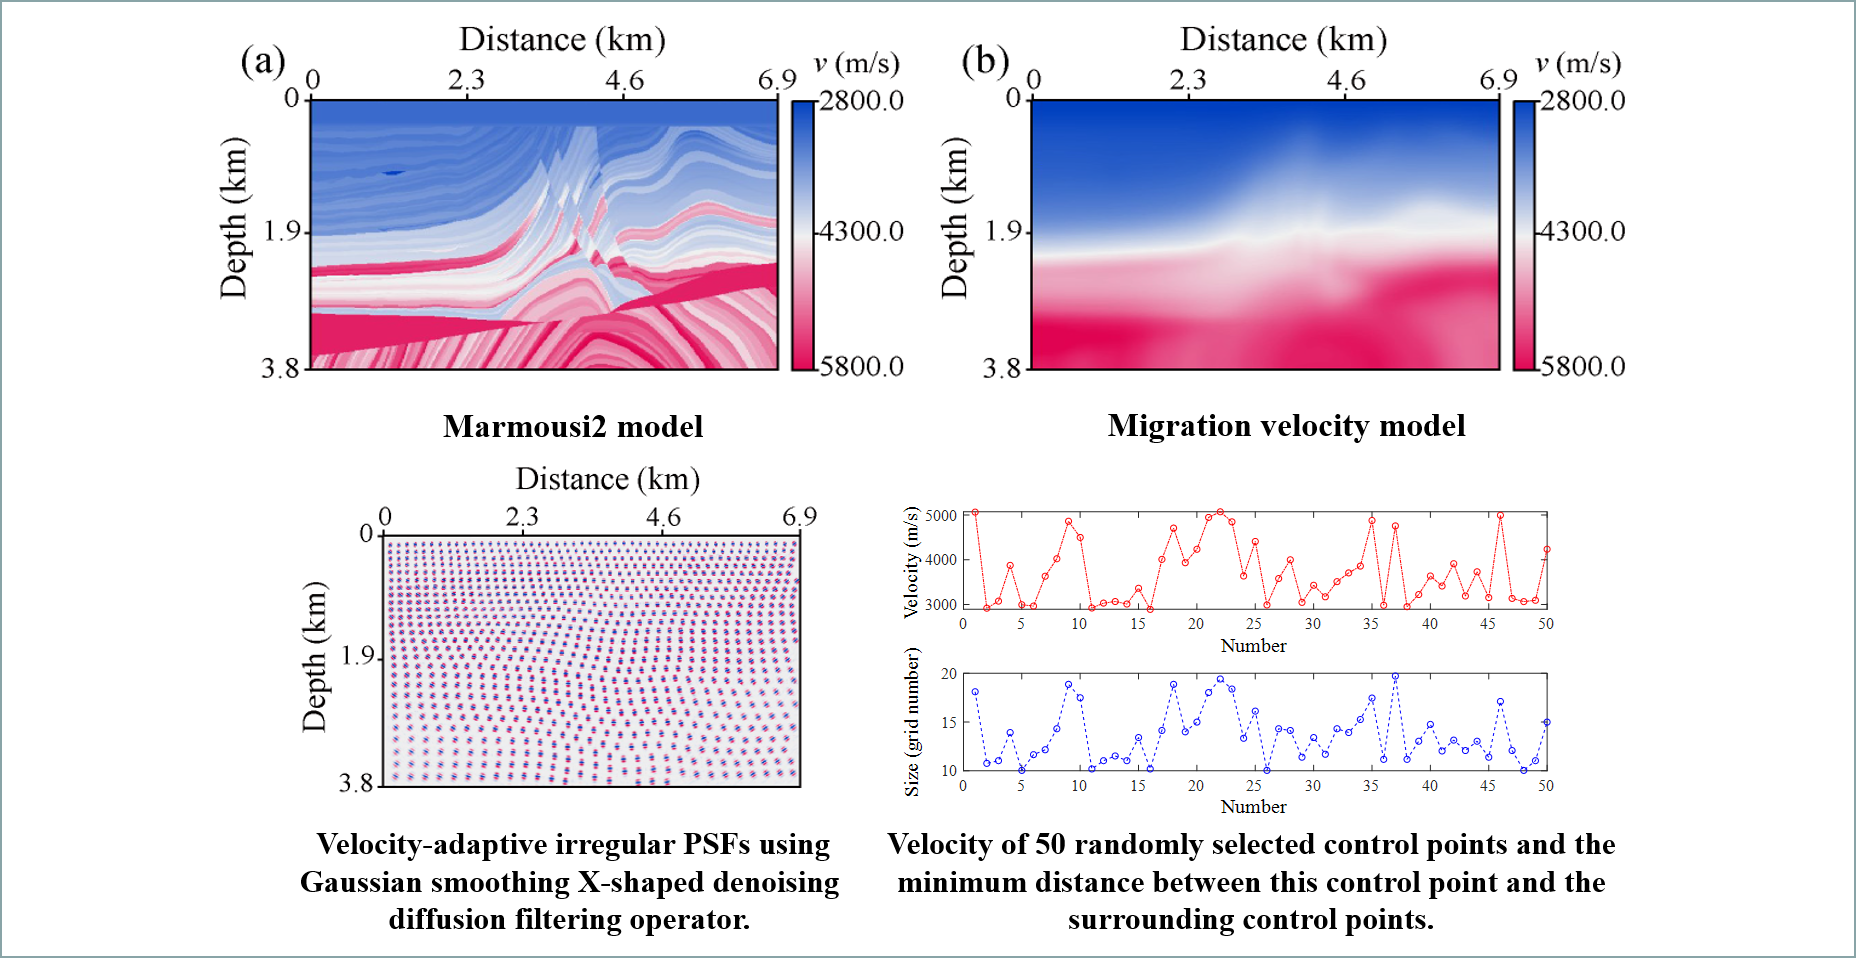 Distance (km)
(a)
0 2.3 4.6 6.9
v (m/s)
0
1.9
3.8
Depth (km)
2800.0
4300.0
5800.0
Marmousi2 model
Distance (km)
(b)
0 2.3 4.6 6.9
v (m/s)
0
1.9
3.8
Depth (km)
2800.0
4300.0
5800.0
Migration velocity model
Distance (km)
0 2.3 4.6 6.9
0
1.9
3.8
Depth (km)
Velocity-adaptive irregular PSFs using
Gaussian smoothing X-shaped denoising
diffusion filtering operator.
Velocity (m/s)
5000
4000
3000
0 5 10 15 20 25 30 35 40 45 50
Number
Size (grid number)
20
15
10
0 5 10 15 20 25 30 35 40 45 50
Number
Velocity of 50 randomly selected control points and the
minimum distance between this control point and the
surrounding control points.